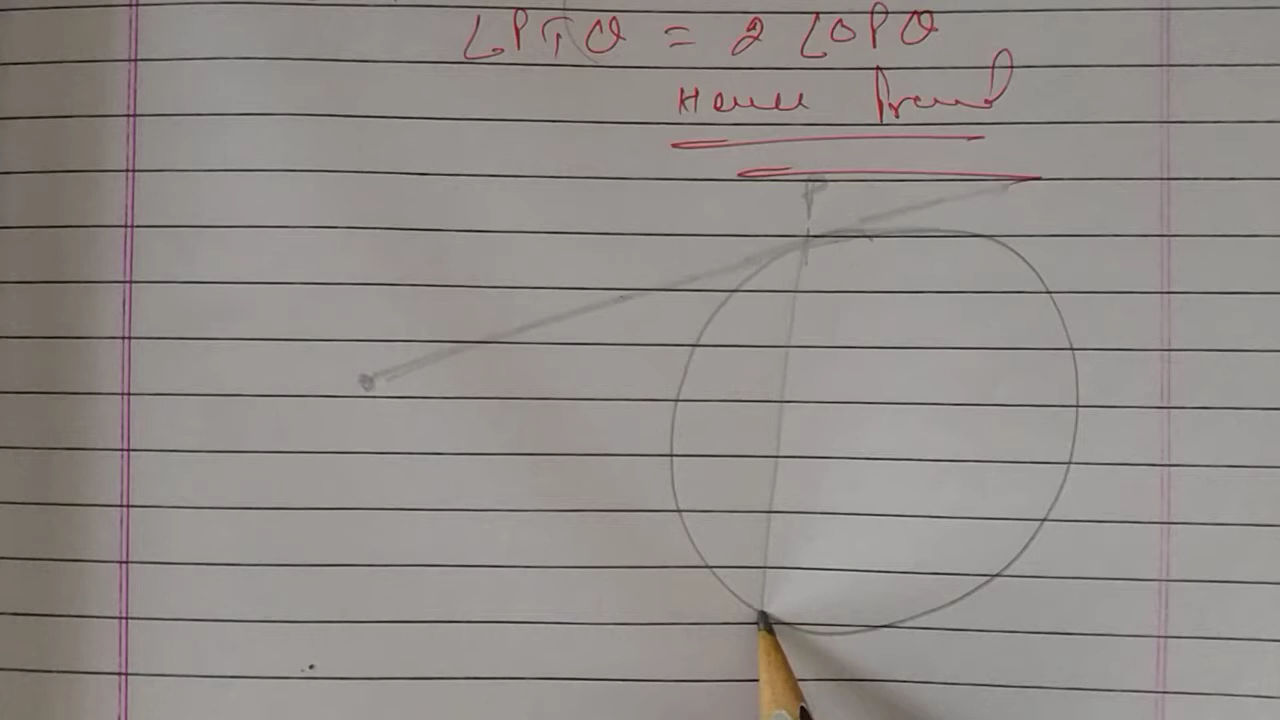 ∠PTQ = 2 ∠OPQ
Hence Proved
P